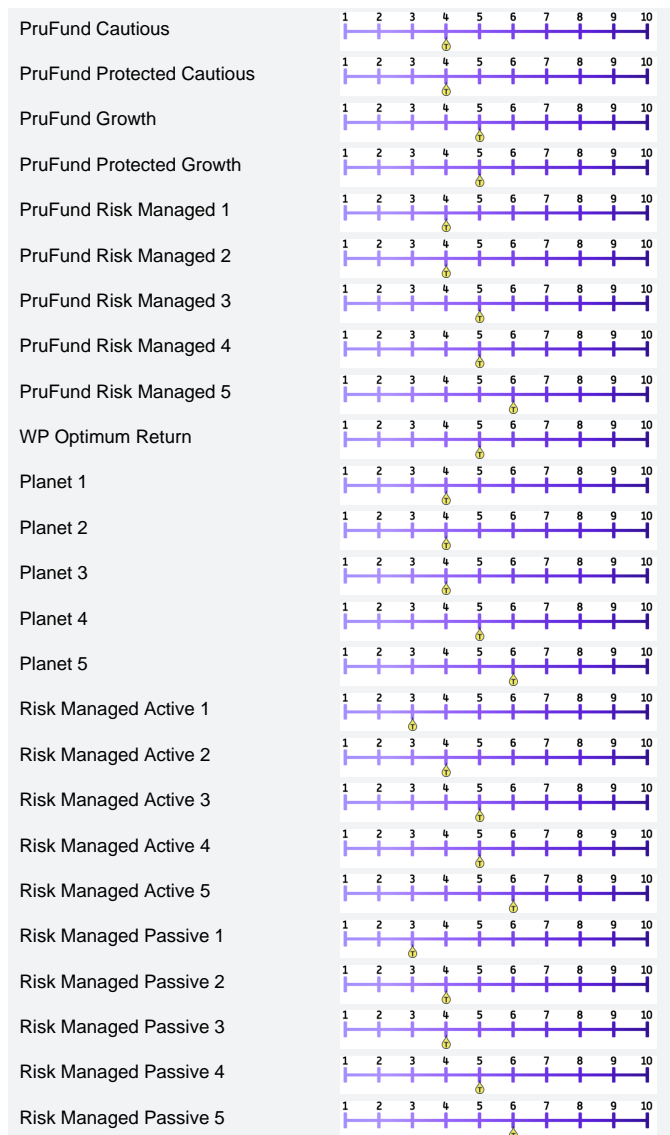 PruFund Cautious 1 2 3 4 5 6 7 8 9 10
T
PruFund Protected Cautious 1 2 3 4 5 6 7 8 9 10
T
PruFund Growth 1 2 3 4 5 6 7 8 9 10
T
PruFund Protected Growth 1 2 3 4 5 6 7 8 9 10
T
PruFund Risk Managed 1 1 2 3 4 5 6 7 8 9 10
T
PruFund Risk Managed 2 1 2 3 4 5 6 7 8 9 10
T
PruFund Risk Managed 3 1 2 3 4 5 6 7 8 9 10
T
PruFund Risk Managed 4 1 2 3 4 5 6 7 8 9 10
T
PruFund Risk Managed 5 1 2 3 4 5 6 7 8 9 10
T
WP Optimum Return 1 2 3 4 5 6 7 8 9 10
T
Planet 1 1 2 3 4 5 6 7 8 9 10
T
Planet 2 1 2 3 4 5 6 7 8 9 10
T
Planet 3 1 2 3 4 5 6 7 8 9 10
T
Planet 4 1 2 3 4 5 6 7 8 9 10
T
Planet 5 1 2 3 4 5 6 7 8 9 10
T
Risk Managed Active 1 1 2 3 4 5 6 7 8 9 10
T
Risk Managed Active 2 1 2 3 4 5 6 7 8 9 10
T
Risk Managed Active 3 1 2 3 4 5 6 7 8 9 10
T
Risk Managed Active 4 1 2 3 4 5 6 7 8 9 10
T
Risk Managed Active 5 1 2 3 4 5 6 7 8 9 10
T
Risk Managed Passive 1 1 2 3 4 5 6 7 8 9 10
T
Risk Managed Passive 2 1 2 3 4 5 6 7 8 9 10
T
Risk Managed Passive 3 1 2 3 4 5 6 7 8 9 10
T
Risk Managed Passive 4 1 2 3 4 5 6 7 8 9 10
T
Risk Managed Passive 5 1 2 3 4 5 6 7 8 9 10
T